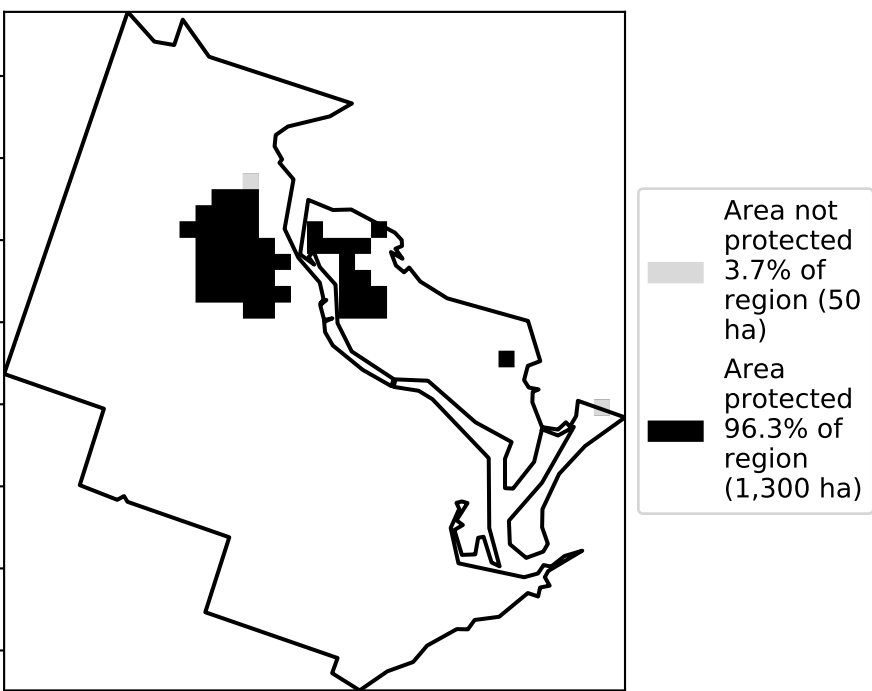 Area not
protected
3.7% of
region (50
ha)
Area
protected
96.3% of
region
(1,300 ha)